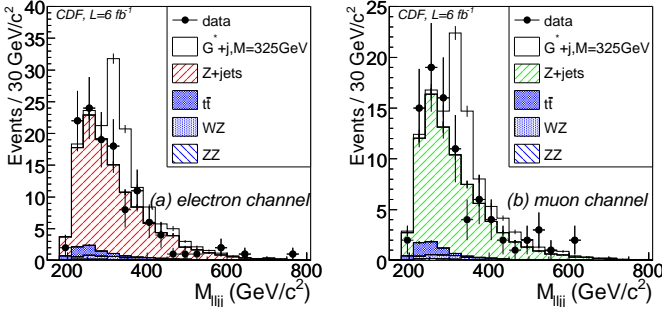 CDF, L=6 fb⁻¹
data
G*+j,M=325GeV
Z+jets
tt̄
WZ
ZZ
(a) electron channel
Events / 30 GeV/c²
40
35
30
25
20
15
10
5
0
200 400 600 800
M_lljj (GeV/c²)
CDF, L=6 fb⁻¹
data
G*+j,M=325GeV
Z+jets
tt̄
WZ
ZZ
(b) muon channel
Events / 30 GeV/c²
25
20
15
10
5
0
200 400 600 800
M_lljj (GeV/c²)